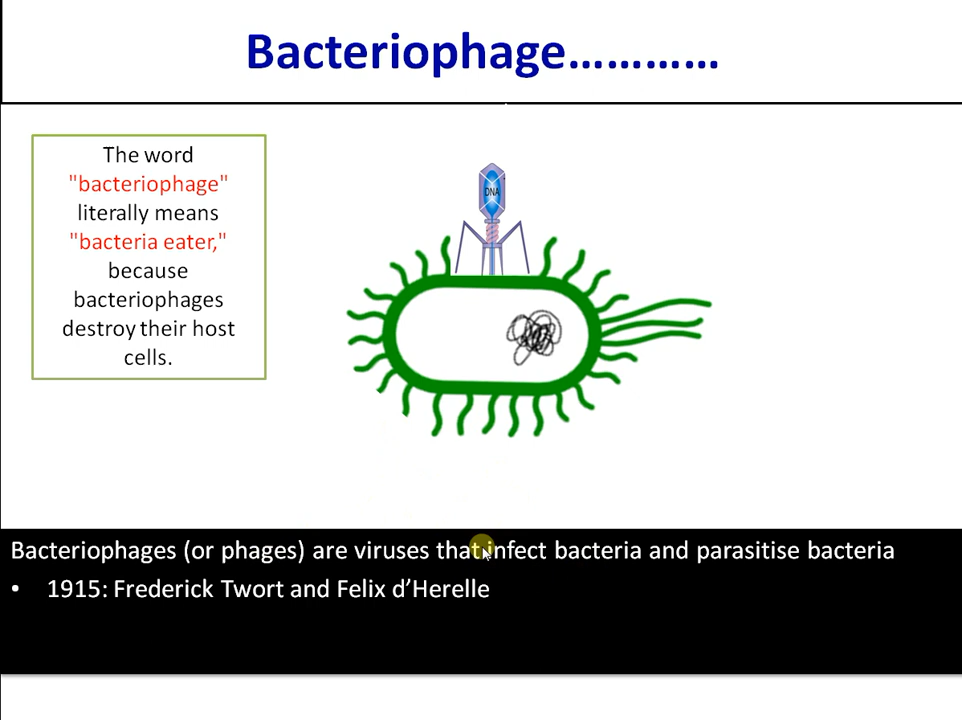 Bacteriophage…………
The word
"bacteriophage"
literally means
"bacteria eater,"
because
bacteriophages
destroy their host
cells.
DNA
Bacteriophages (or phages) are viruses that infect bacteria and parasitise bacteria
• 1915: Frederick Twort and Felix d’Herelle